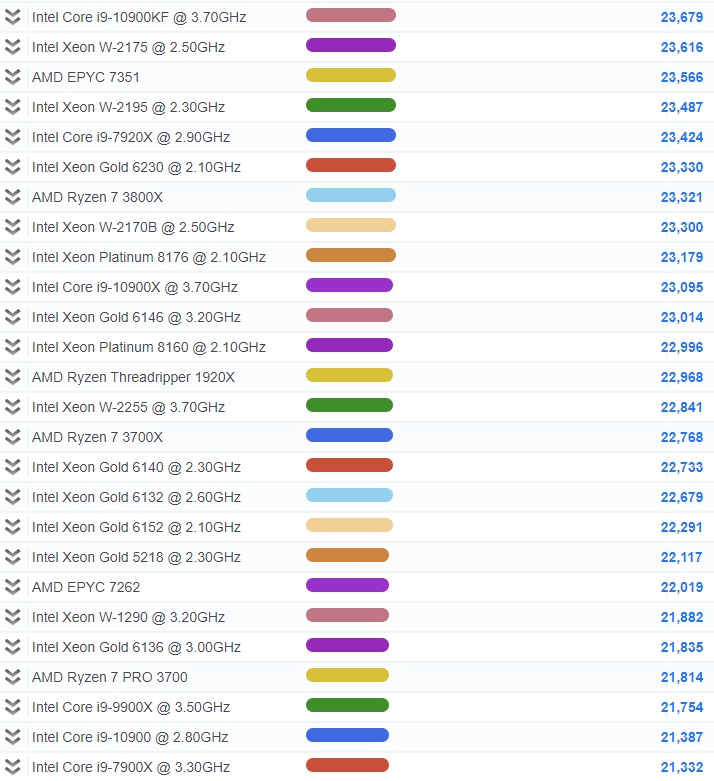 Intel Core i9-10900KF @ 3.70GHz 23,679
Intel Xeon W-2175 @ 2.50GHz 23,616
AMD EPYC 7351 23,566
Intel Xeon W-2195 @ 2.30GHz 23,487
Intel Core i9-7920X @ 2.90GHz 23,424
Intel Xeon Gold 6230 @ 2.10GHz 23,330
AMD Ryzen 7 3800X 23,321
Intel Xeon W-2170B @ 2.50GHz 23,300
Intel Xeon Platinum 8176 @ 2.10GHz 23,179
Intel Core i9-10900X @ 3.70GHz 23,095
Intel Xeon Gold 6146 @ 3.20GHz 23,014
Intel Xeon Platinum 8160 @ 2.10GHz 22,996
AMD Ryzen Threadripper 1920X 22,968
Intel Xeon W-2255 @ 3.70GHz 22,841
AMD Ryzen 7 3700X 22,768
Intel Xeon Gold 6140 @ 2.30GHz 22,733
Intel Xeon Gold 6132 @ 2.60GHz 22,679
Intel Xeon Gold 6152 @ 2.10GHz 22,291
Intel Xeon Gold 5218 @ 2.30GHz 22,117
AMD EPYC 7262 22,019
Intel Xeon W-1290 @ 3.20GHz 21,882
Intel Xeon Gold 6136 @ 3.00GHz 21,835
AMD Ryzen 7 PRO 3700 21,814
Intel Core i9-9900X @ 3.50GHz 21,754
Intel Core i9-10900 @ 2.80GHz 21,387
Intel Core i9-7900X @ 3.30GHz 21,332